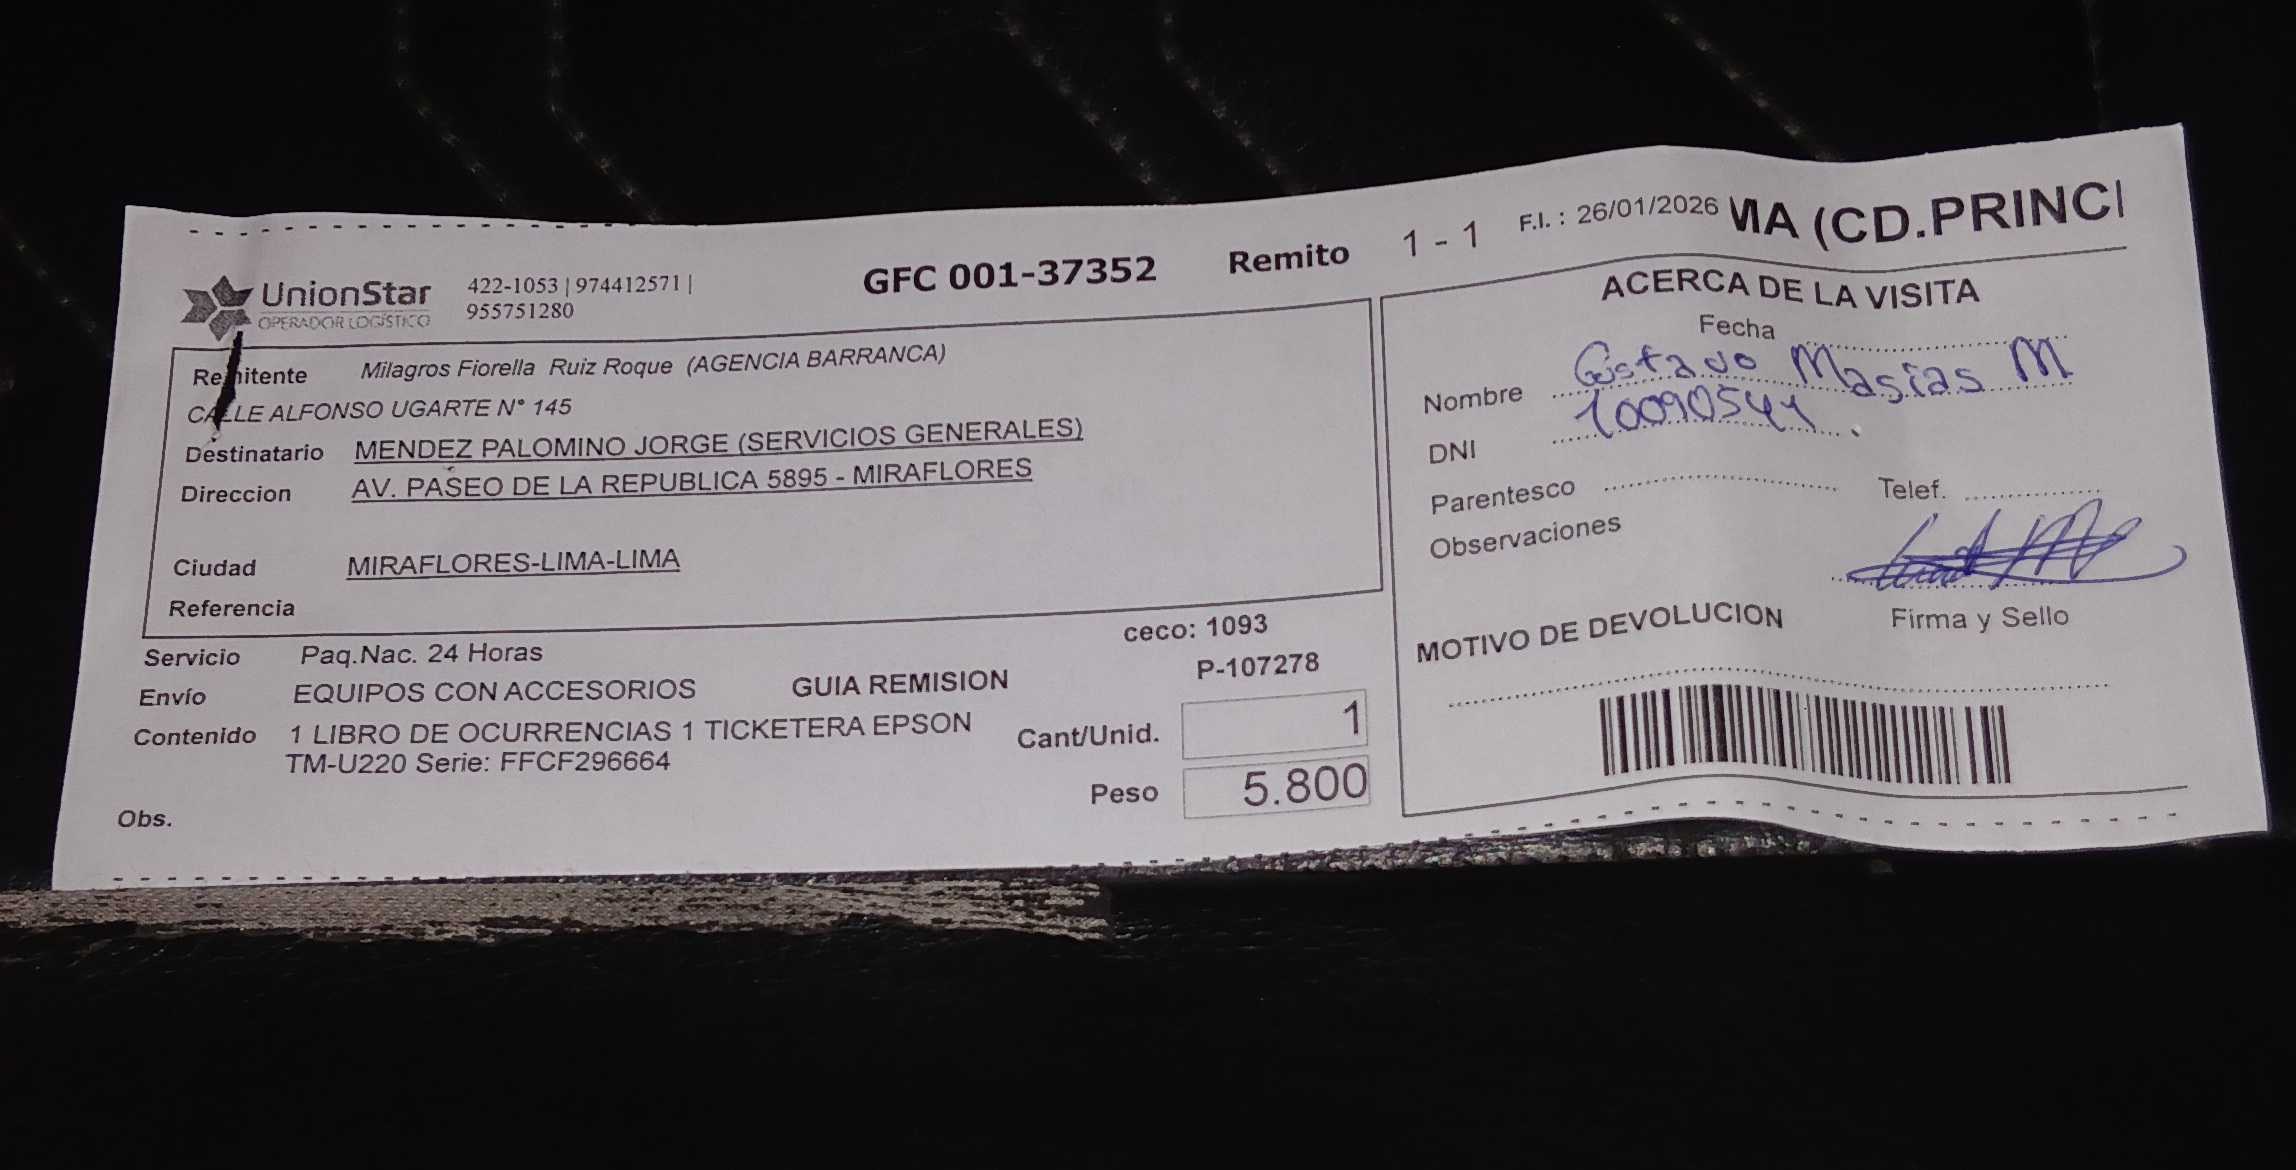 UnionStar
OPERADOR LOGÍSTICO
422-1053 | 974412571 |
955751280
GFC 001-37352 Remito 1 - 1 F.I. : 26/01/2026 MA (CD.PRINCI
Remitente Milagros Fiorella Ruiz Roque (AGENCIA BARRANCA)
CALLE ALFONSO UGARTE N° 145
Destinatario MENDEZ PALOMINO JORGE (SERVICIOS GENERALES)
Direccion AV. PASEO DE LA REPUBLICA 5895 - MIRAFLORES
Ciudad MIRAFLORES-LIMA-LIMA
Referencia
Servicio Paq.Nac. 24 Horas ceco: 1093
Envío EQUIPOS CON ACCESORIOS GUIA REMISION P-107278
Contenido 1 LIBRO DE OCURRENCIAS 1 TICKETERA EPSON
TM-U220 Serie: FFCF296664
Cant/Unid. 1
Peso 5.800
Obs.
ACERCA DE LA VISITA
Fecha
Nombre Masias M
DNI
Parentesco Telef.
Observaciones
Firma y Sello
MOTIVO DE DEVOLUCION